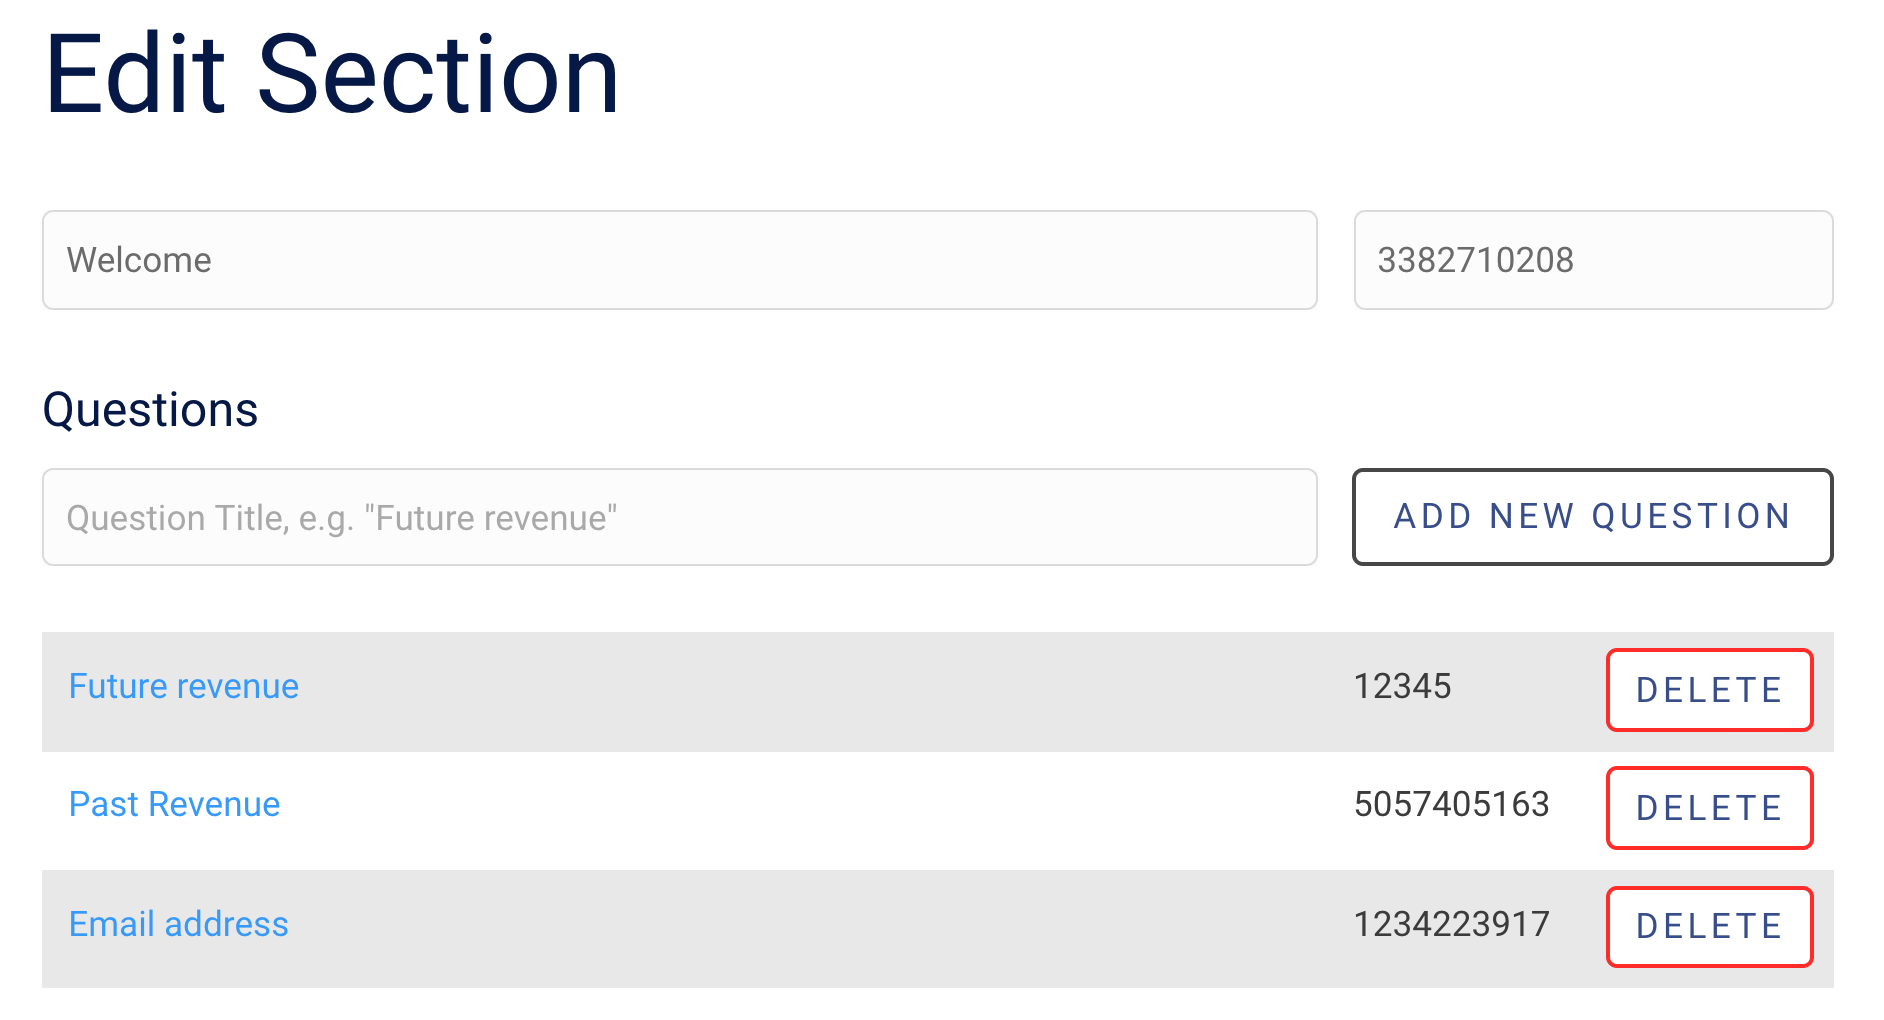 Edit Section
Welcome 3382710208
Questions
Question Title, e.g. "Future revenue" ADD NEW QUESTION
Future revenue 12345 DELETE
Past Revenue 5057405163 DELETE
Email address 1234223917 DELETE